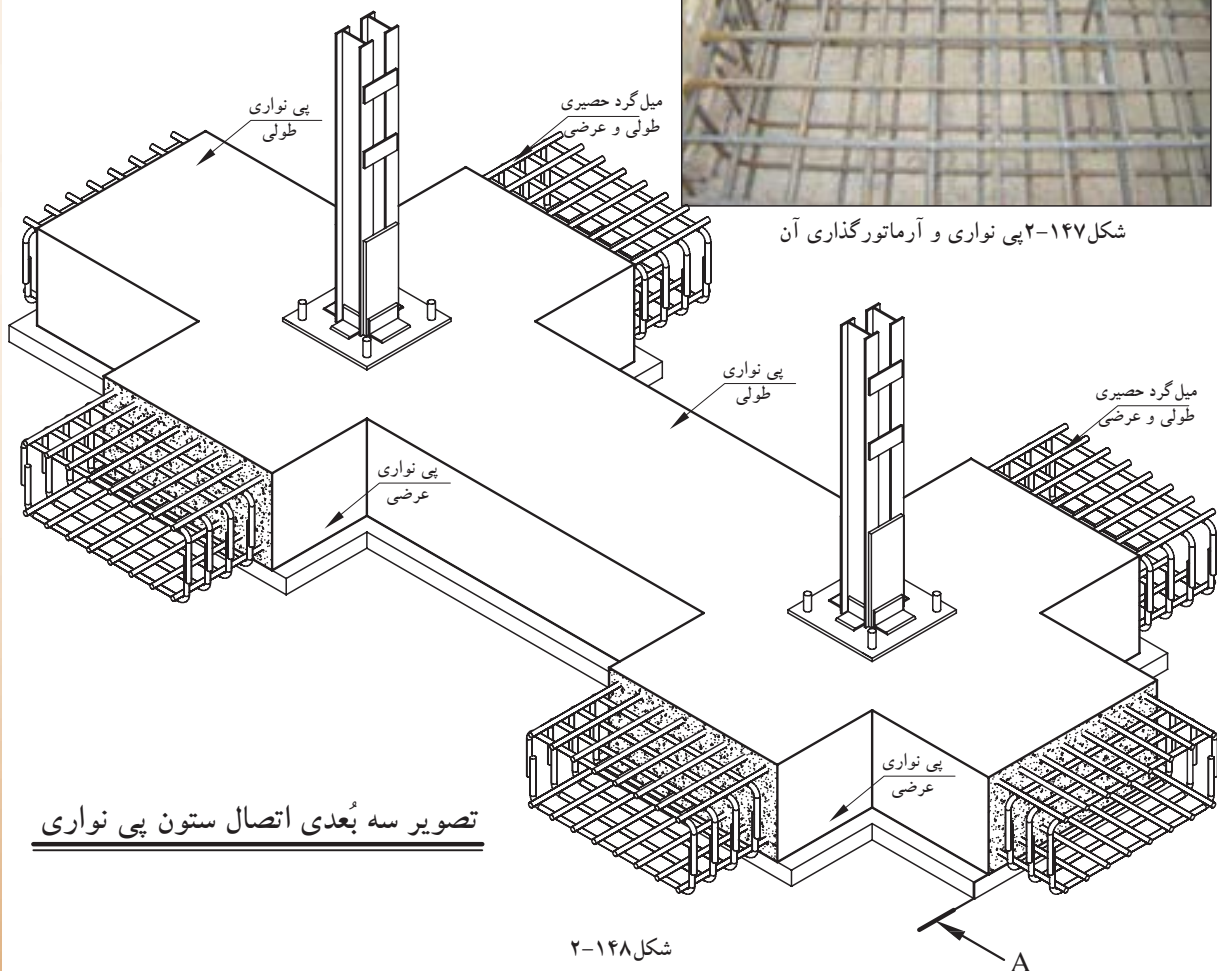 پی نواری
طولی
میل‌گرد حصیری
طولی و عرضی
شکل۱۴۷-۲پی نواری و آرماتورگذاری آن
پی نواری
طولی
میل‌گرد حصیری
طولی و عرضی
پی نواری
عرضی
پی نواری
عرضی
تصویر سه بُعدی اتصال ستون پی نواری
شکل۱۴۸-۲
A